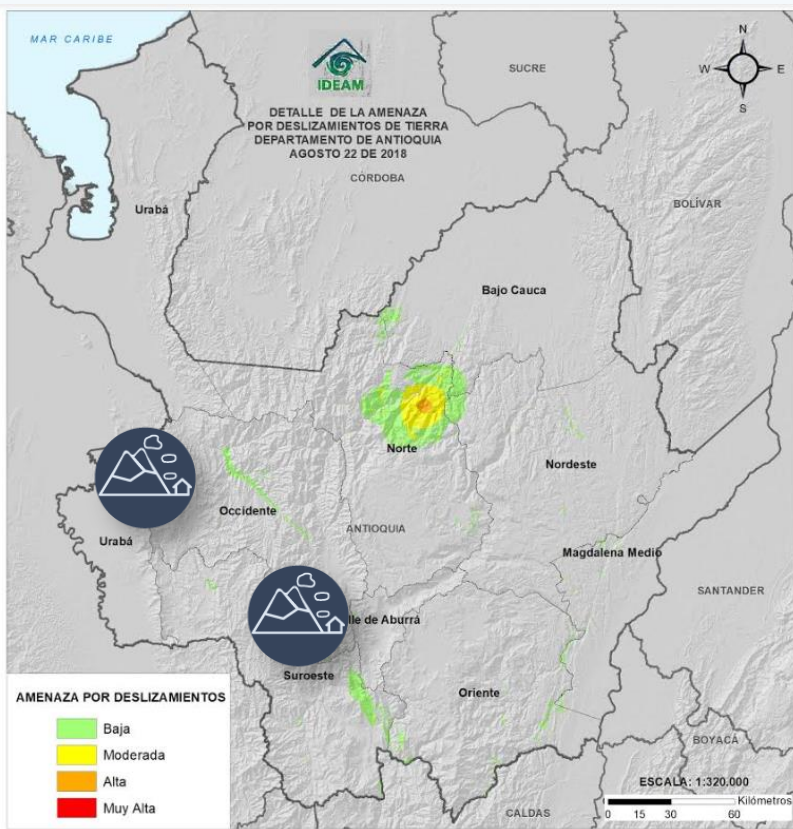 MAR CARIBE
IDEAM
DETALLE DE LA AMENAZA
POR DESLIZAMIENTOS DE TIERRA
DEPARTAMENTO DE ANTIOQUIA
AGOSTO 22 DE 2018
SUCRE
N
W
E
S
CÓRDOBA
Urabá
BOLÍVAR
Bajo Cauca
Norte
Nordeste
Occidente
ANTIOQUIA
Urabá
Magdalena Medio
SANTANDER
lle de Aburrá
Suroeste
Oriente
AMENAZA POR DESLIZAMIENTOS
Baja
Moderada
Alta
Muy Alta
BOYACÁ
CALDAS
ESCALA: 1:320.000
Kilómetros
0 15 30 60